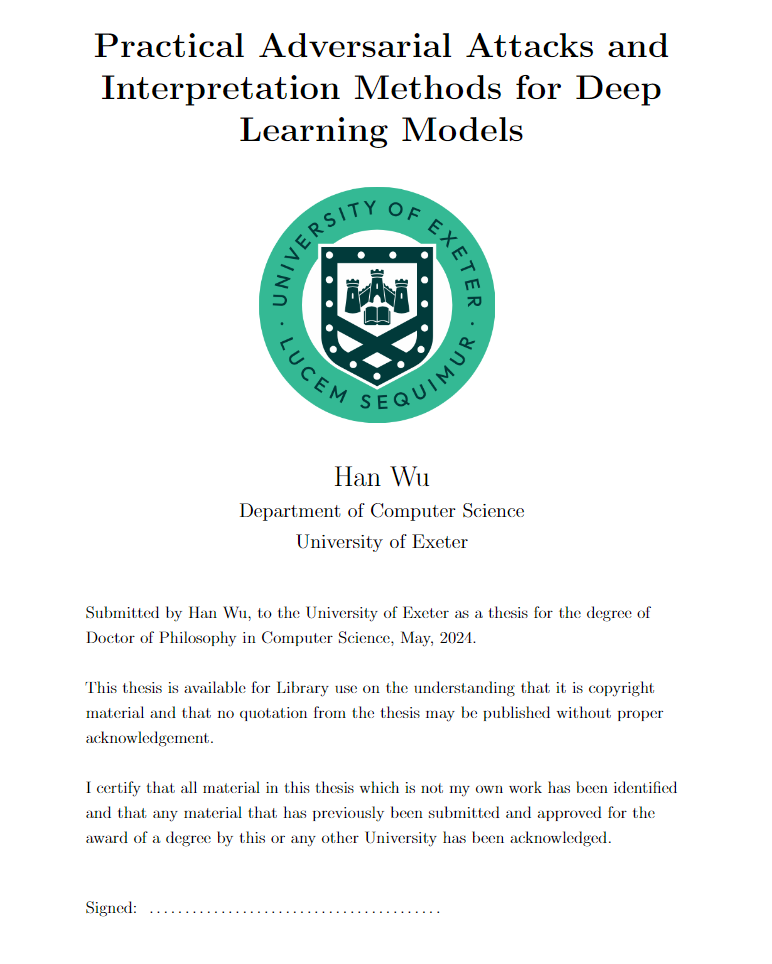 Practical Adversarial Attacks and
Interpretation Methods for Deep
Learning Models
· UNIVERSITY OF EXETER ·
LUCEM SEQUIMUR
Han Wu
Department of Computer Science
University of Exeter
Submitted by Han Wu, to the University of Exeter as a thesis for the degree of
Doctor of Philosophy in Computer Science, May, 2024.
This thesis is available for Library use on the understanding that it is copyright
material and that no quotation from the thesis may be published without proper
acknowledgement.
I certify that all material in this thesis which is not my own work has been identified
and that any material that has previously been submitted and approved for the
award of a degree by this or any other University has been acknowledged.
Signed: .........................................